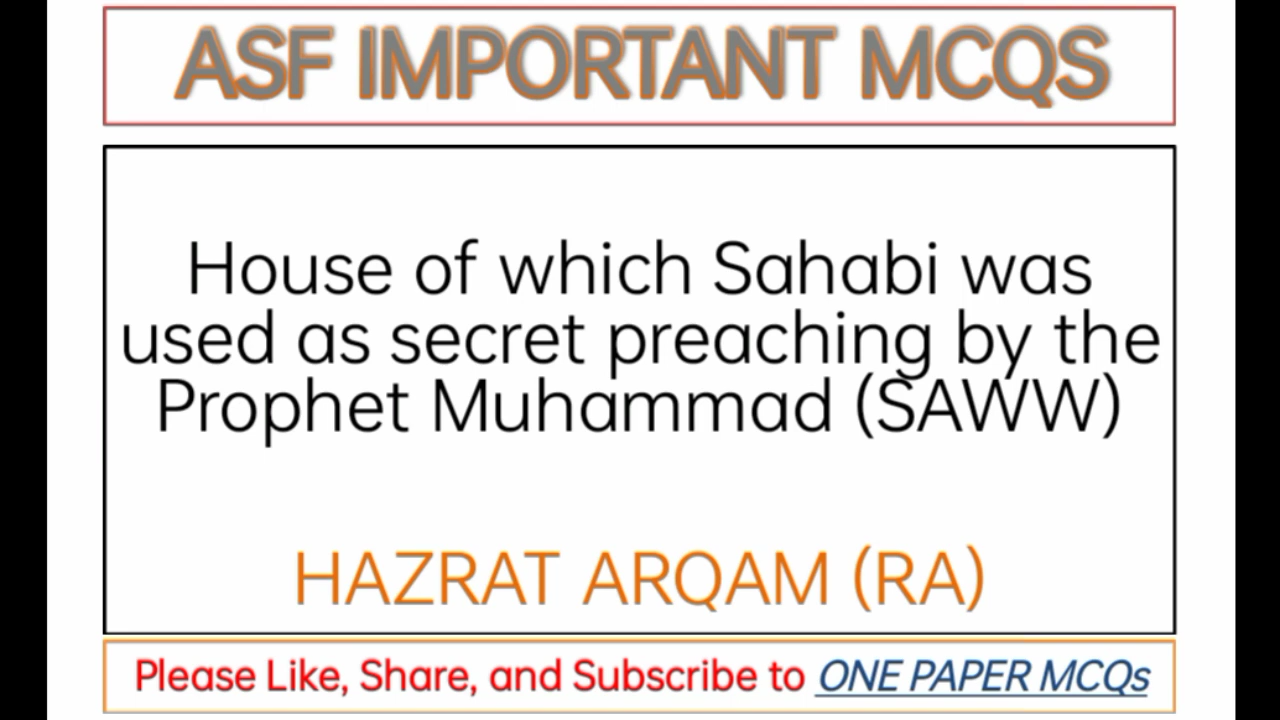 ASF IMPORTANT MCQS
House of which Sahabi was
used as secret preaching by the
Prophet Muhammad (SAWW)
HAZRAT ARQAM (RA)
Please Like, Share, and Subscribe to ONE PAPER MCQs